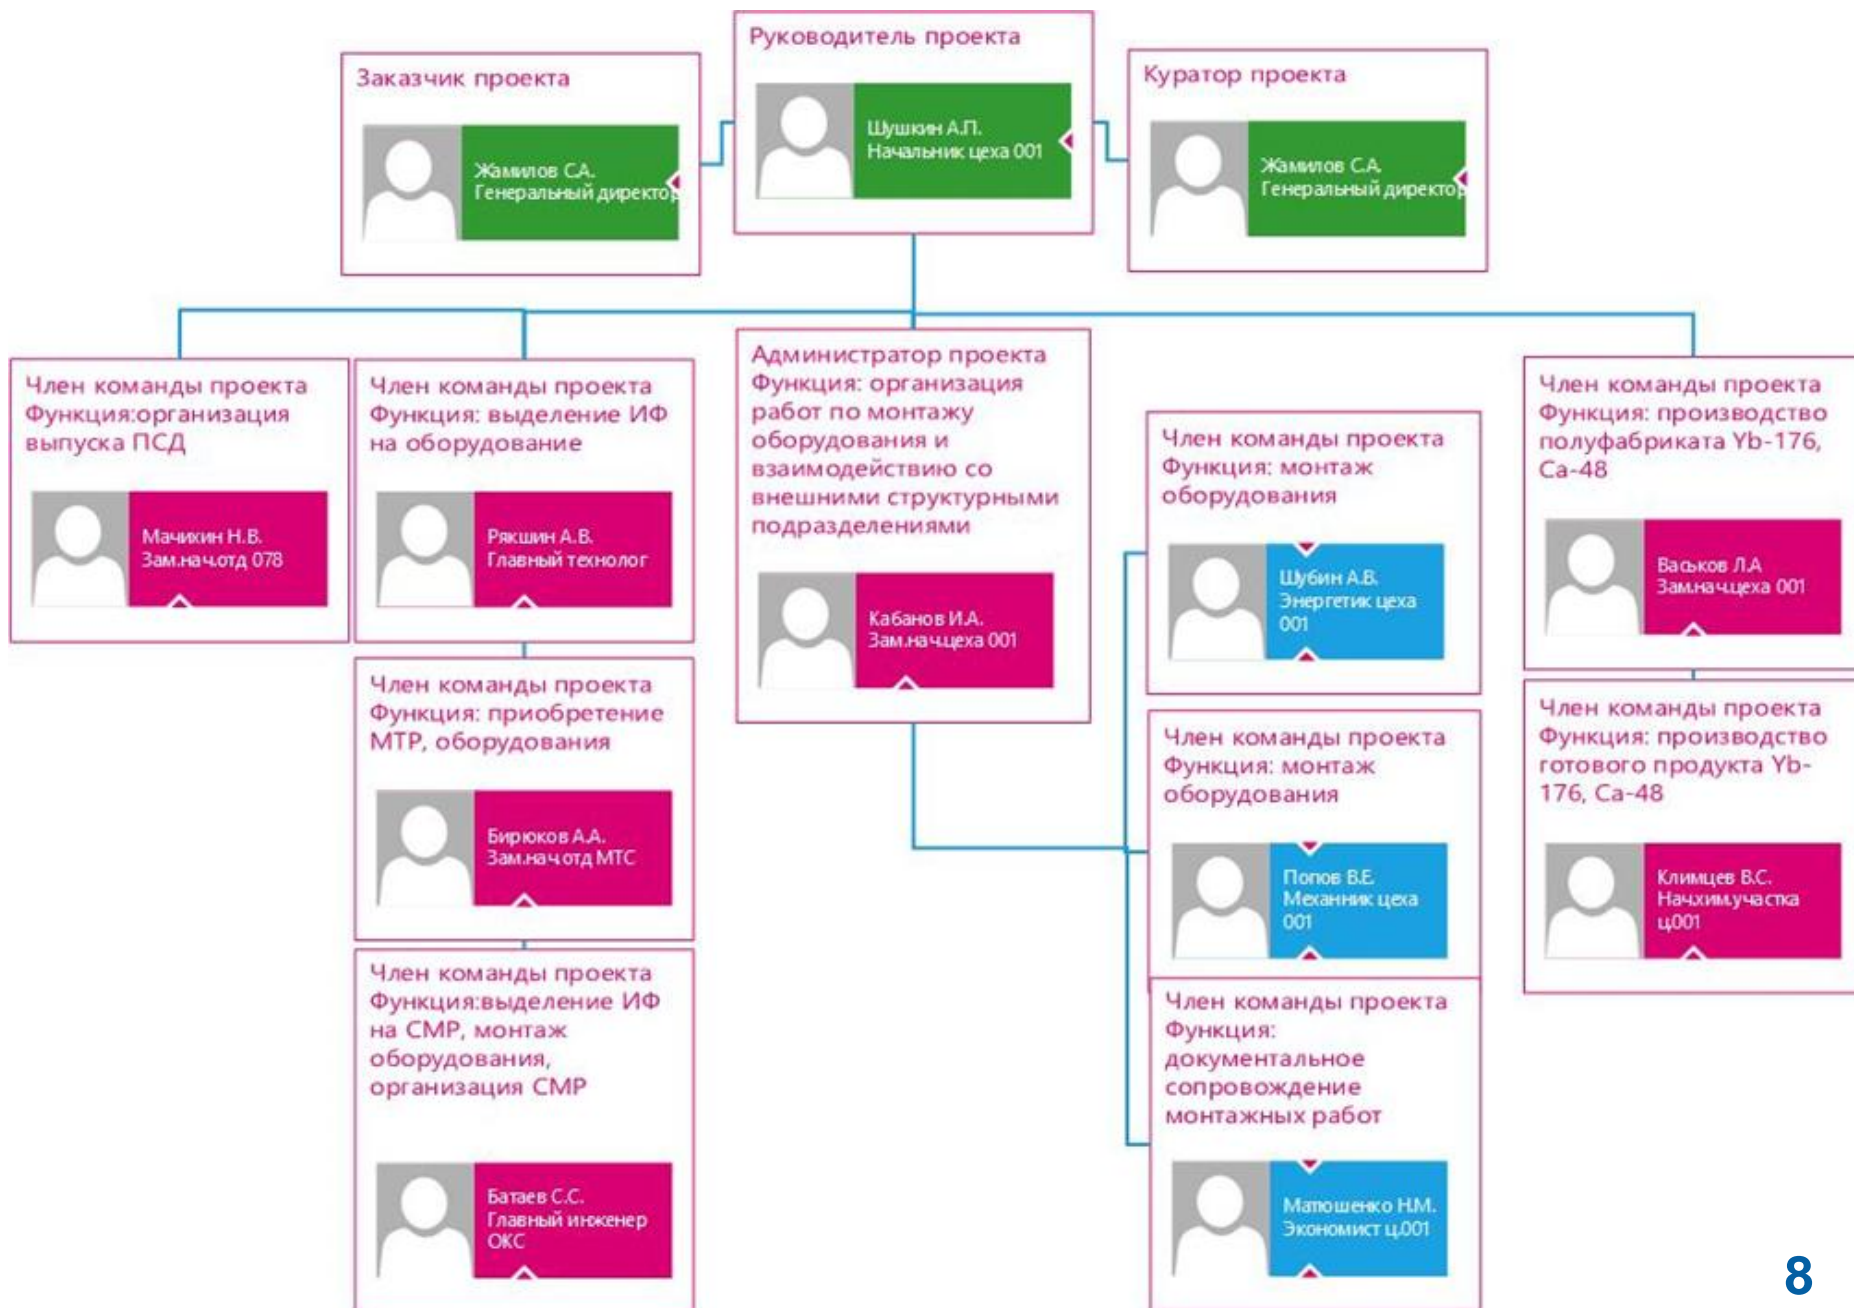 Руководитель проекта
Шушкин А.П.
Начальник цеха 001
Заказчик проекта
Жамилов С.А.
Генеральный директор
Куратор проекта
Жамилов С.А.
Генеральный директор
Член команды проекта
Функция:организация
выпуска ПСД
Мачихин Н.В.
Зам.нач.отд 078
Член команды проекта
Функция: выделение ИФ
на оборудование
Рякшин А.В.
Главный технолог
Член команды проекта
Функция: приобретение
МТР, оборудования
Бирюков А.А.
Зам.нач.отд МТС
Член команды проекта
Функция:выделение ИФ
на СМР, монтаж
оборудования,
организация СМР
Батаев С.С.
Главный инженер
ОКС
Администратор проекта
Функция: организация
работ по монтажу
оборудования и
взаимодействию со
внешними структурными
подразделениями
Кабанов И.А.
Зам.нач.цеха 001
Член команды проекта
Функция: монтаж
оборудования
Шубин А.В.
Энергетик цеха
001
Член команды проекта
Функция: монтаж
оборудования
Попов В.Е.
Механник цеха
001
Член команды проекта
Функция:
документальное
сопровождение
монтажных работ
Матюшенко Н.М.
Экономист ц.001
Член команды проекта
Функция: производство
полуфабриката Yb-176,
Ca-48
Васьков Л.А
Зам.нач.цеха 001
Член команды проекта
Функция: производство
готового продукта Yb-
176, Ca-48
Климцев В.С.
Нач.хим.участка
ц.001
8